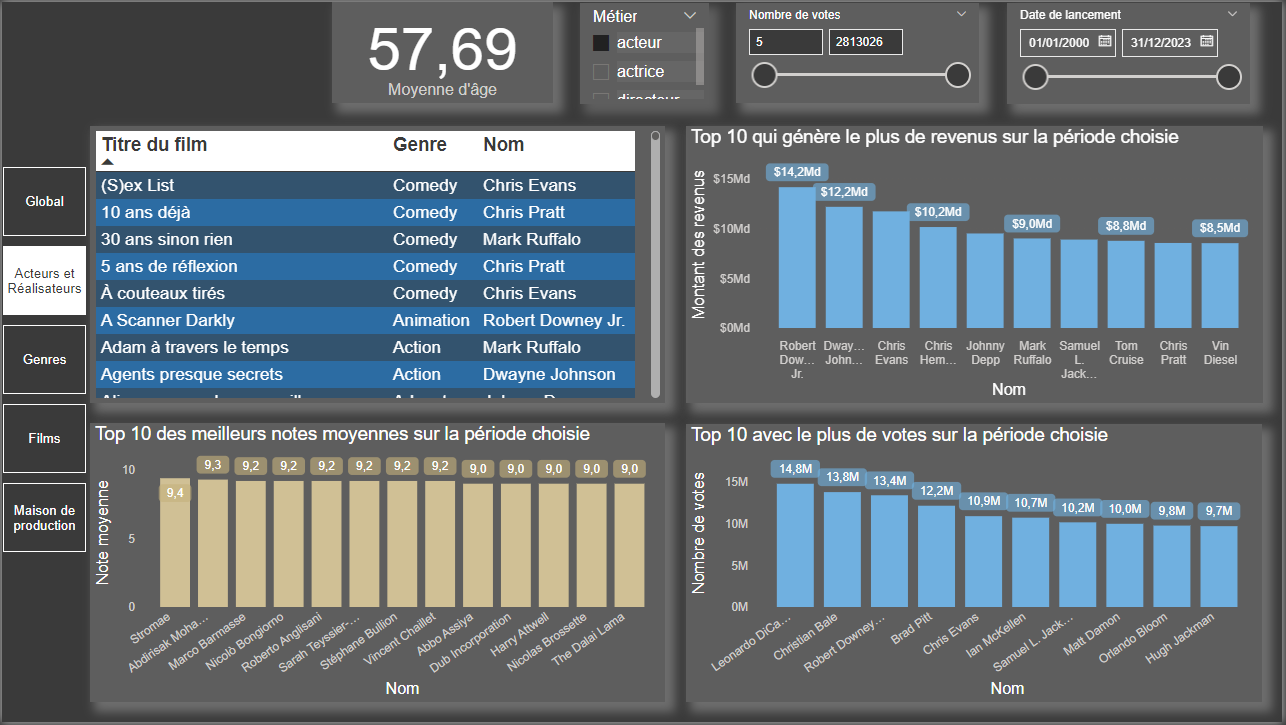 57,69
Moyenne d'âge
Métier
acteur
actrice
directeur
Nombre de votes
5
2813026
Date de lancement
01/01/2000
31/12/2023
Global
Acteurs et
Réalisateurs
Genres
Films
Maison de
production
Titre du film Genre Nom
(S)ex List Comedy Chris Evans
10 ans déjà Comedy Chris Pratt
30 ans sinon rien Comedy Mark Ruffalo
5 ans de réflexion Comedy Chris Pratt
À couteaux tirés Comedy Chris Evans
A Scanner Darkly Animation Robert Downey Jr.
Adam à travers le temps Action Mark Ruffalo
Agents presque secrets Action Dwayne Johnson
Top 10 qui génère le plus de revenus sur la période choisie
Montant des revenus
$15Md
$10Md
$5Md
$0Md
$14,2Md
$12,2Md
$10,2Md
$9,0Md
$8,8Md
$8,5Md
Robert
Dow...
Jr.
Dway...
John...
Chris
Evans
Chris
Hem...
Johnny
Depp
Mark
Ruffalo
Samuel
L.
Jack...
Tom
Cruise
Chris
Pratt
Vin
Diesel
Nom
Top 10 des meilleurs notes moyennes sur la période choisie
Note moyenne
10
5
0
9,4
9,3
9,2
9,2
9,2
9,2
9,2
9,2
9,0
9,0
9,0
9,0
9,0
Stromae
Abdirisak Moha...
Marco Barmasse
Nicolò Bongiorno
Roberto Anglisani
Sarah Teyssier-...
Stéphane Bullion
Vincent Chaillet
Abbo Assiya
Dub Incorporation
Harry Attwell
Nicolas Brossette
The Dalai Lama
Nom
Top 10 avec le plus de votes sur la période choisie
Nombre de votes
15M
10M
5M
0M
14,8M
13,8M
13,4M
12,2M
10,9M
10,7M
10,2M
10,0M
9,8M
9,7M
Leonardo DiCa...
Christian Bale
Robert Downey...
Brad Pitt
Chris Evans
Ian McKellen
Samuel L. Jack...
Matt Damon
Orlando Bloom
Hugh Jackman
Nom